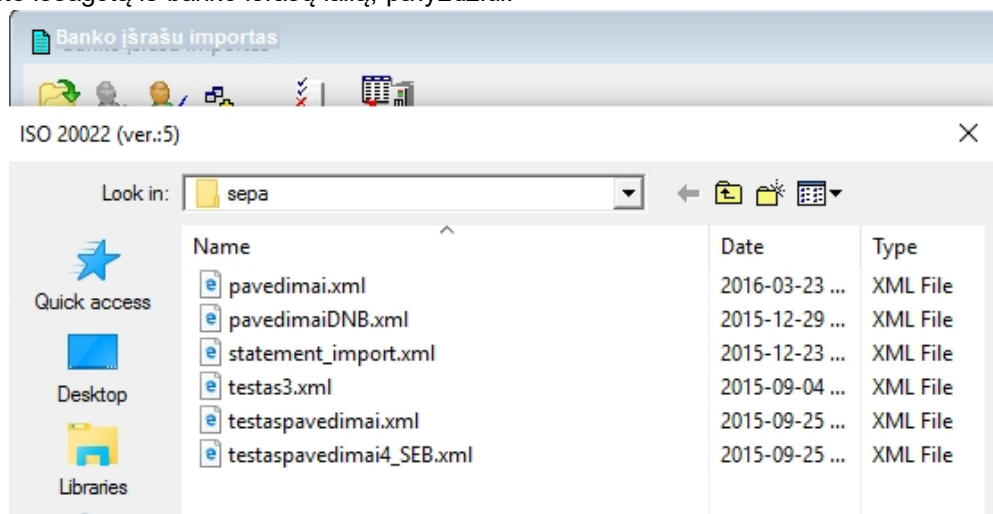 Banko įšrašu importas
ISO 20022 (ver.:5)
Look in: sepa
Name Date Type
pavedimai.xml 2016-03-23 ... XML File
pavedimaiDNB.xml 2015-12-29 ... XML File
statement_import.xml 2015-12-23 ... XML File
testas3.xml 2015-09-04 ... XML File
testaspavedimai.xml 2015-09-25 ... XML File
testaspavedimai4_SEB.xml 2015-09-25 ... XML File
Quick access
Desktop
Libraries